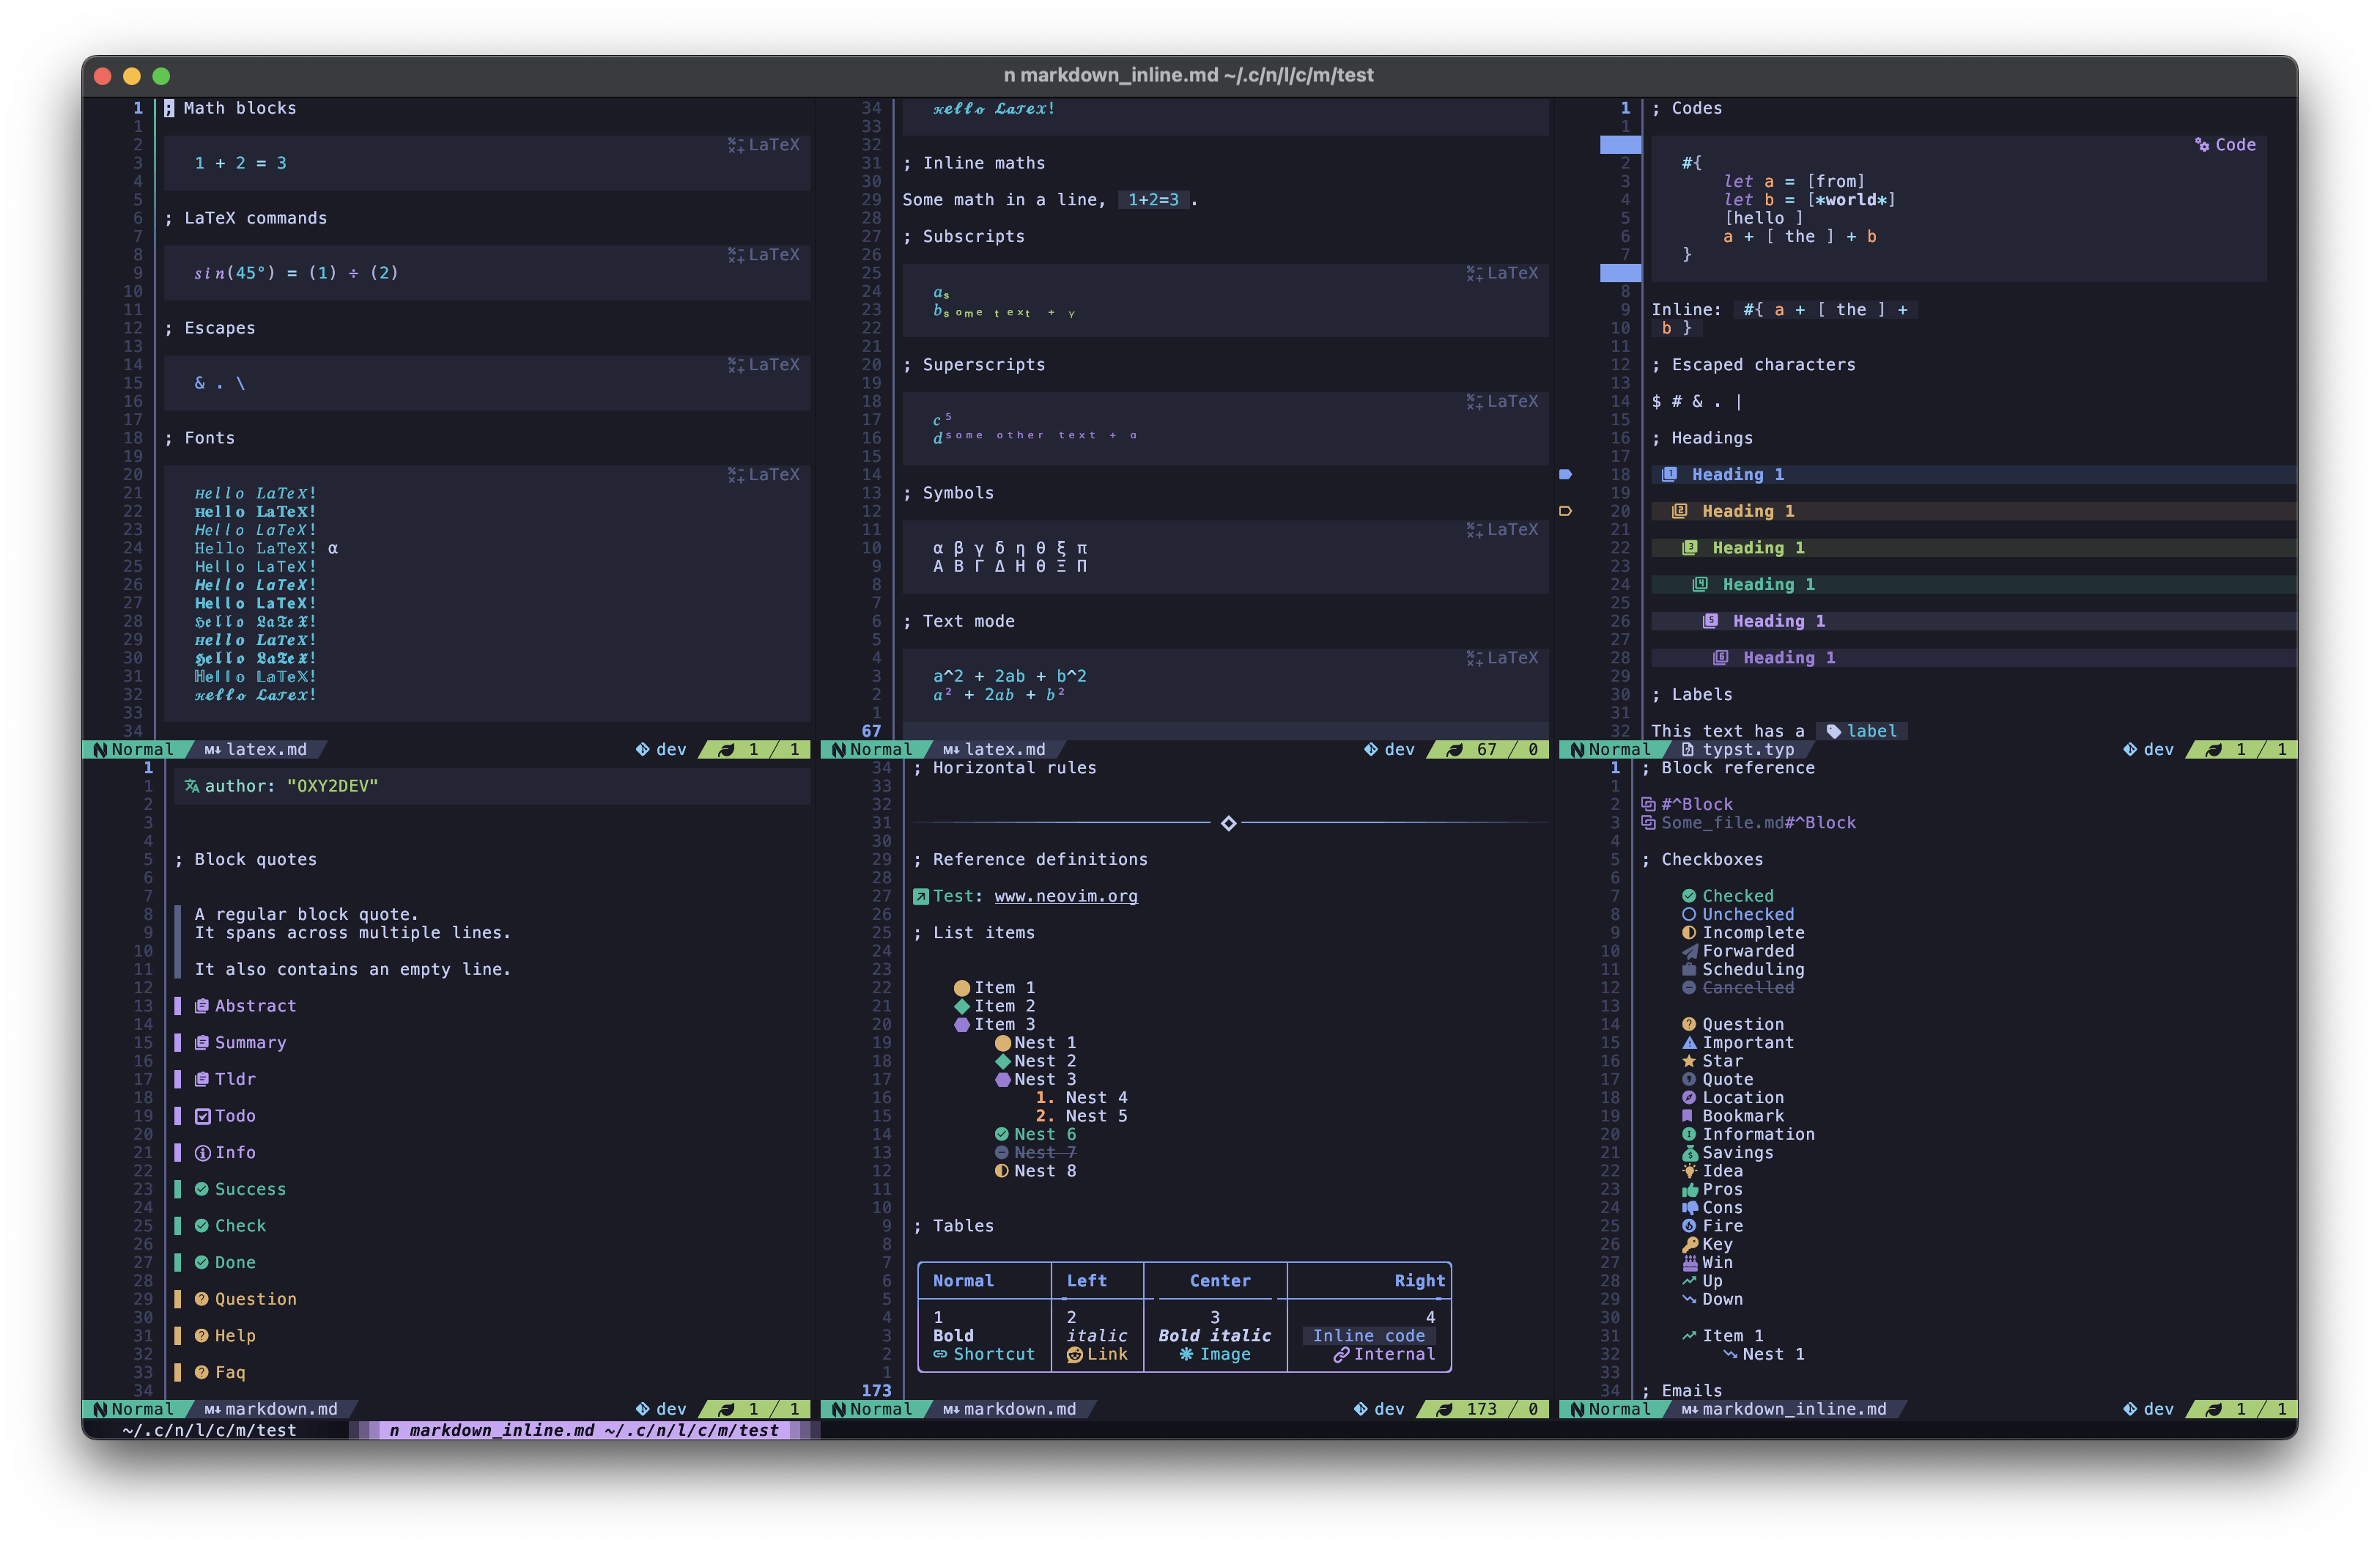 n markdown_inline.md ~/.c/n/l/c/m/test
1 ; Math blocks
1
2 LaTeX
3 1 + 2 = 3
4
5
6 ; LaTeX commands
7
8 LaTeX
9 sin(45°) = (1) ÷ (2)
10
11
12 ; Escapes
13
14 LaTeX
15 & . \
16
17
18 ; Fonts
19
20 LaTeX
21 Hello LaTeX!
22 Hello LaTeX!
23 Hello LaTeX!
24 Hello LaTeX! α
25 Hello LaTeX!
26 Hello LaTeX!
27 Hello LaTeX!
28 Hello LaTeX!
29 Hello LaTeX!
30 Hello LaTeX!
31 Hello LaTeX!
32 Hello LaTeX!
33
34
Normal latex.md dev 1 / 1
34 Hello LaTeX!
33
32
31 ; Inline maths
30
29 Some math in a line, 1+2=3 .
28
27 ; Subscripts
26
25 LaTeX
24 aₛ
23 bₛₒₘₑ ₜₑₓₜ ₊ ᵧ
22
21
20 ; Superscripts
19
18 LaTeX
17 c⁵
16 dˢᵒᵐᵉ ᵒᵗʰᵉʳ ᵗᵉˣᵗ ⁺ ᵅ
15
14
13 ; Symbols
12
11 LaTeX
10 α β γ δ η θ ξ π
9 Α Β Γ Δ Η θ Ξ Π
8
7
6 ; Text mode
5
4 LaTeX
3 a^2 + 2ab + b^2
2 a² + 2ab + b²
1
67
Normal latex.md dev 67 / 0
1 ; Codes
1
Code
2 #{
3 let a = [from]
4 let b = [*world*]
5 [hello ]
6 a + [ the ] + b
7 }
8
9 Inline: #{ a + [ the ] +
10 b }
11
12 ; Escaped characters
13
14 $ # & . |
15
16 ; Headings
17
18 1 Heading 1
19
20 2 Heading 1
21
22 3 Heading 1
23
24 4 Heading 1
25
26 5 Heading 1
27
28 6 Heading 1
29
30 ; Labels
31
32 This text has a label
Normal typst.typ dev 1 / 1
1
1 author: "OXY2DEV"
2
3
4
5 ; Block quotes
6
7
8 A regular block quote.
9 It spans across multiple lines.
10
11 It also contains an empty line.
12
13 Abstract
14
15 Summary
16
17 Tldr
18
19 Todo
20
21 Info
22
23 Success
24
25 Check
26
27 Done
28
29 Question
30
31 Help
32
33 Faq
34
Normal markdown.md dev 1 / 1
34 ; Horizontal rules
33
32
31
30
29 ; Reference definitions
28
27 Test: www.neovim.org
26
25 ; List items
24
23
22 Item 1
21 Item 2
20 Item 3
19 Nest 1
18 Nest 2
17 Nest 3
16 1. Nest 4
15 2. Nest 5
14 Nest 6
13 Nest 7
12 Nest 8
11
10
9 ; Tables
8
7
6 Normal Left Center Right
5
4 1 2 3 4
3 Bold italic Bold italic Inline code
2 Shortcut Link Image Internal
1
173
Normal markdown.md dev 173 / 0
1 ; Block reference
1
2 #^Block
3 Some_file.md#^Block
4
5 ; Checkboxes
6
7 Checked
8 Unchecked
9 Incomplete
10 Forwarded
11 Scheduling
12 Cancelled
13
14 Question
15 Important
16 Star
17 Quote
18 Location
19 Bookmark
20 Information
21 Savings
22 Idea
23 Pros
24 Cons
25 Fire
26 Key
27 Win
28 Up
29 Down
30
31 Item 1
32 Nest 1
33
34 ; Emails
Normal markdown_inline.md dev 1 / 1
~/.c/n/l/c/m/test n markdown_inline.md ~/.c/n/l/c/m/test